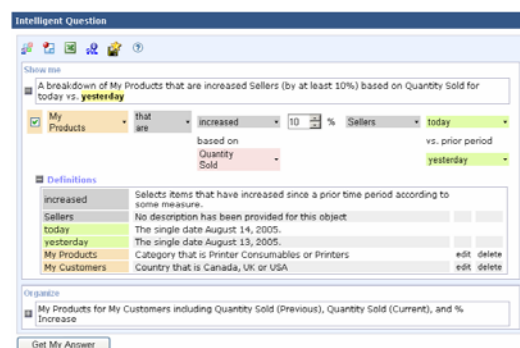 Intelligent Question
Show me
A breakdown of My Products that are increased Sellers (by at least 10%) based on Quantity Sold for
today vs. yesterday
My Products that are increased 10 % Sellers today
based on vs. prior period
Quantity Sold yesterday
Definitions
increased Selects items that have increased since a prior time period according to
some measure.
Sellers No description has been provided for this object
today The single date August 14, 2005.
yesterday The single date August 13, 2005.
My Products Category that is Printer Consumables or Printers edit delete
My Customers Country that is Canada, UK or USA edit delete
Organize
My Products for My Customers including Quantity Sold (Previous), Quantity Sold (Current), and %
Increase
Get My Answer